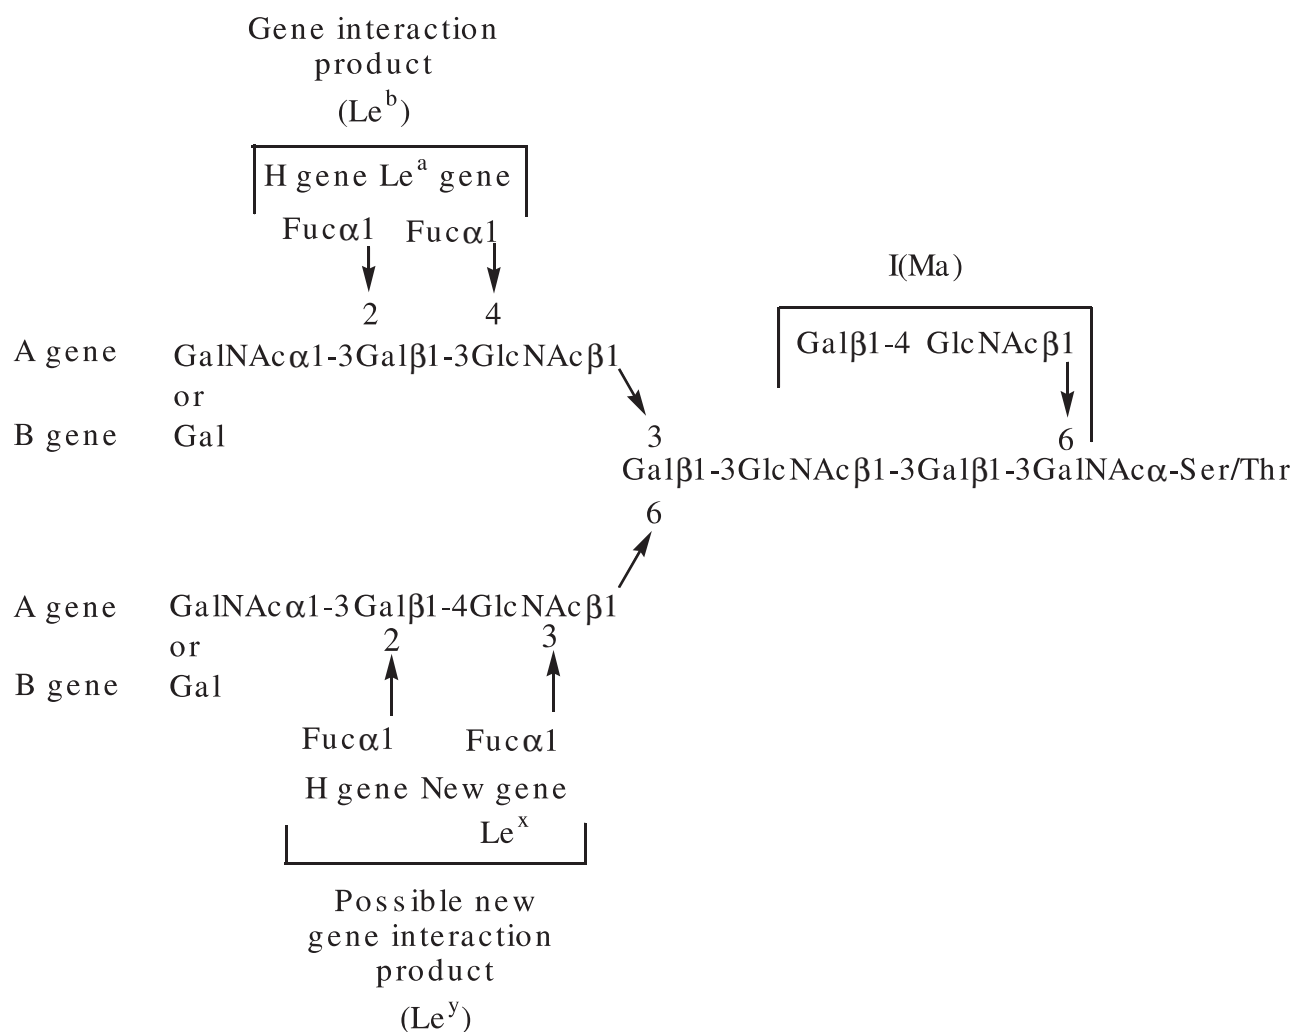 Gene interaction
product
(Le^b)
H gene Le^a gene
Fucα1 Fucα1
I(Ma)
2 4
Galβ1-4 GlcNAcβ1
A gene GalNAcα1-3Galβ1-3GlcNAcβ1
or
B gene Gal
3 6
Galβ1-3GlcNAcβ1-3Galβ1-3GalNAcα-Ser/Thr
6
A gene GalNAcα1-3Galβ1-4GlcNAcβ1
2 3
or
B gene Gal
Fucα1 Fucα1
H gene New gene
Le^x
Possible new
gene interaction
product
(Le^y)